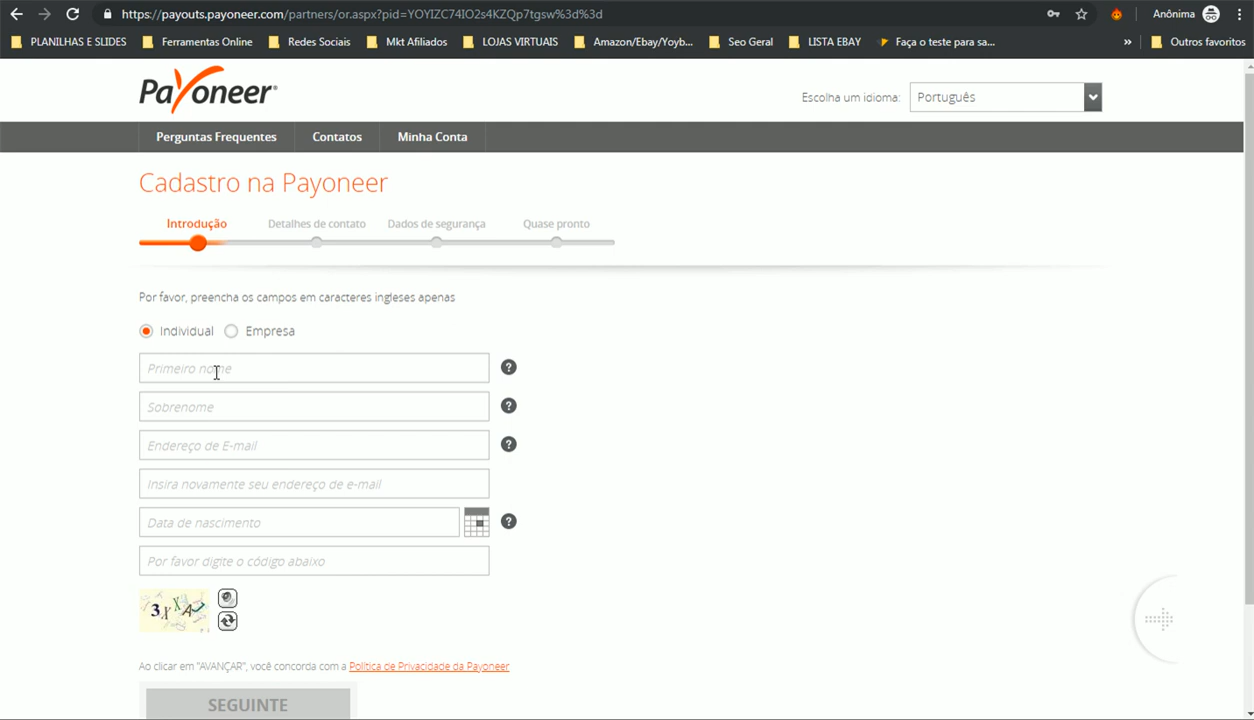 https://payouts.payoneer.com/partners/or.aspx?pid=YOYIZC74IO2s4KZQp7tgsw%3d%3d
Anônima
PLANILHAS E SLIDES
Ferramentas Online
Redes Sociais
Mkt Afiliados
LOJAS VIRTUAIS
Amazon/Ebay/Yoyb...
Seo Geral
LISTA EBAY
Faça o teste para sa...
»
Outros favoritos
Payoneer
Escolha um idioma:
Português
Perguntas Frequentes
Contatos
Minha Conta
Cadastro na Payoneer
Introdução
Detalhes de contato
Dados de segurança
Quase pronto
Por favor, preencha os campos em caracteres ingleses apenas
Individual
Empresa
Primeiro nome
?
Sobrenome
?
Endereço de E-mail
?
Insira novamente seu endereço de e-mail
Data de nascimento
?
Por favor digite o código abaixo
Ao clicar em "AVANÇAR", você concorda com a Política de Privacidade da Payoneer
SEGUINTE